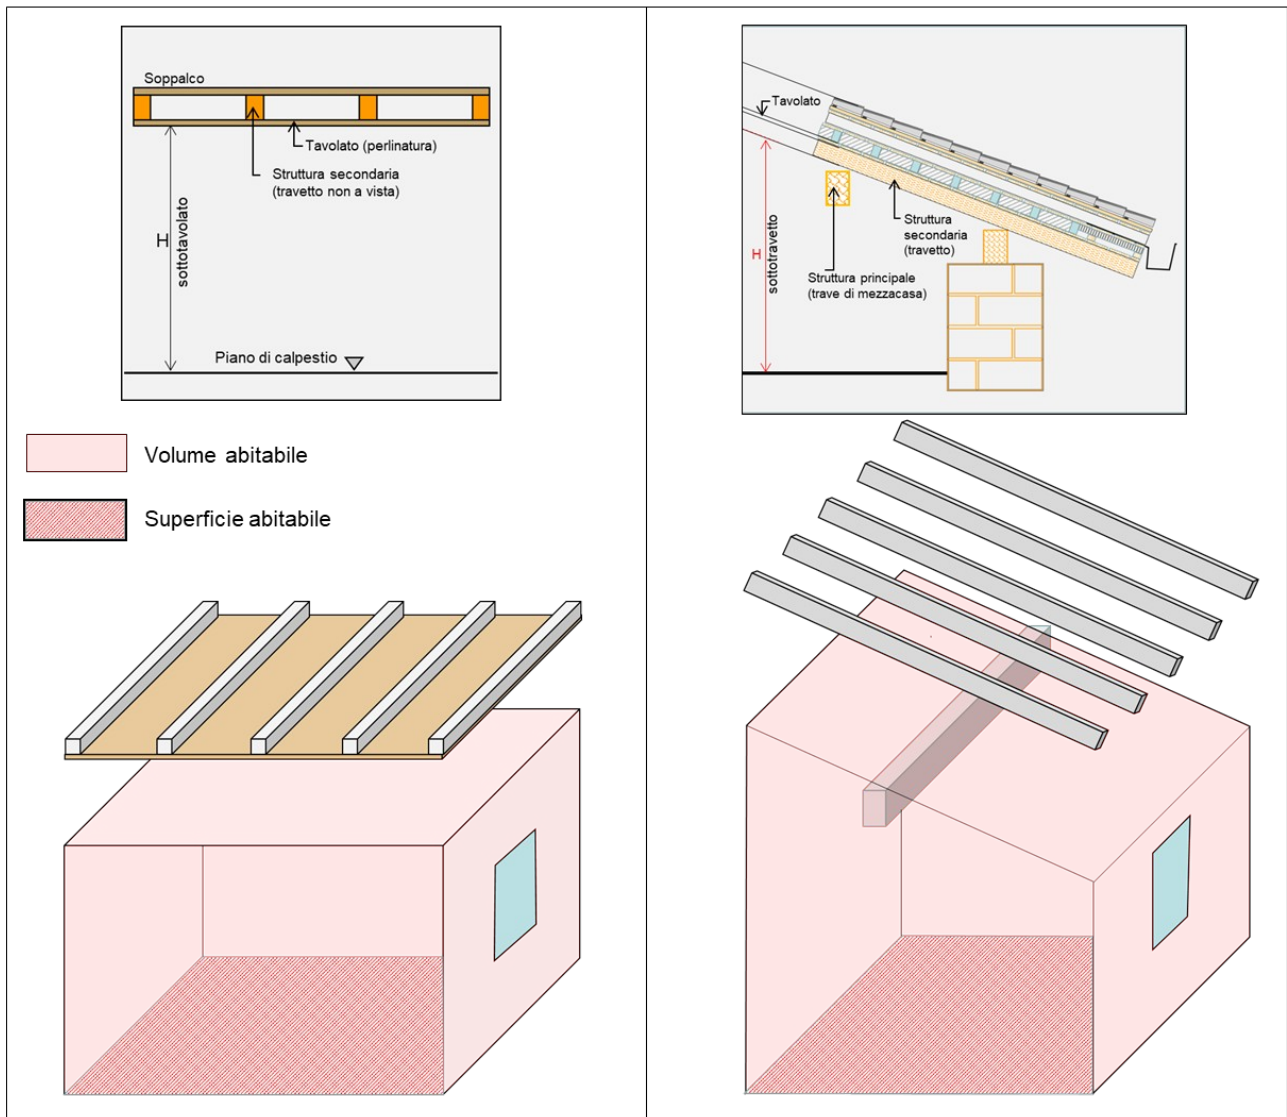 Soppalco
Tavolato (perlinatura)
Struttura secondaria
(travetto non a vista)
H
sottotavolato
Piano di calpestio
Tavolato
Struttura
secondaria
(travetto)
Struttura principale
(trave di mezzacasa)
H
sottotravetto
Volume abitabile
Superficie abitabile